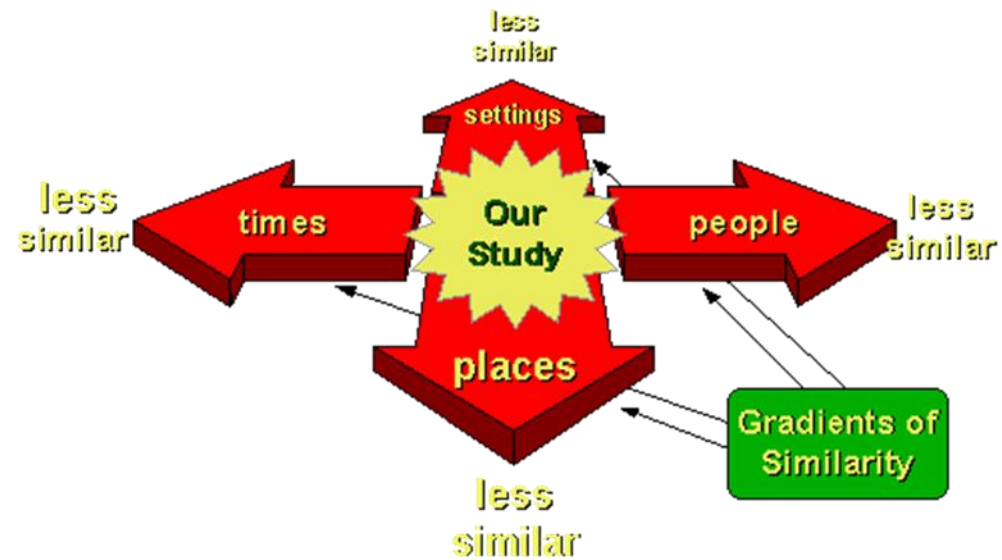 less
similar
settings
less
similar
times
Our
Study
people
less
similar
places
Gradients of
Similarity
less
similar